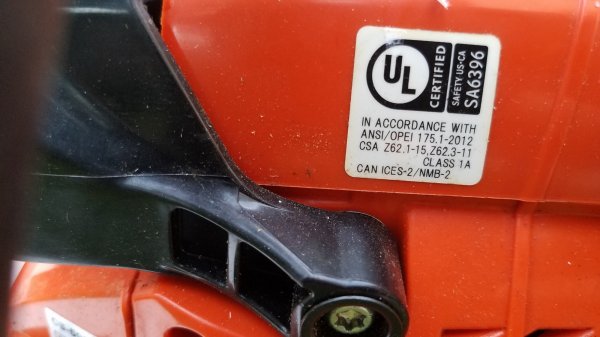 UL
CERTIFIED
SAFETY US-CA
SA6396
IN ACCORDANCE WITH
ANSI/OPEI 175.1-2012
CSA Z62.1-15,Z62.3-11
CLASS 1A
CAN ICES-2/NMB-2